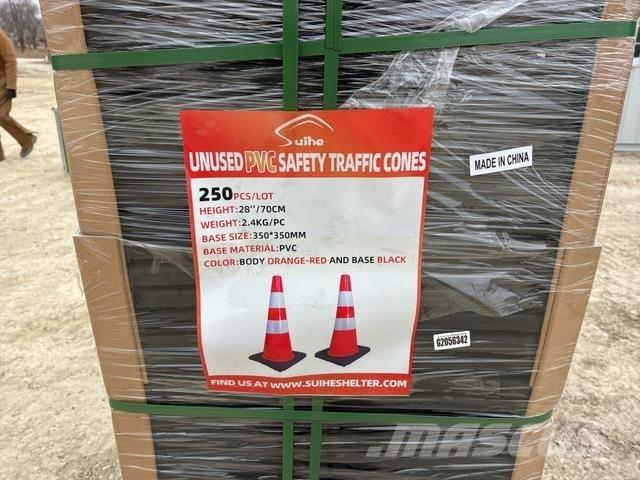 Suihe
UNUSED PVC SAFETY TRAFFIC CONES
250PCS/LOT
HEIGHT:28''/70CM
WEIGHT:2.4KG/PC
BASE SIZE:350*350MM
BASE MATERIAL:PVC
COLOR:BODY ORANGE-RED AND BASE BLACK
FIND US AT WWW.SUIHESHELTER.COM
MADE IN CHINA
G2056342
MASCUS